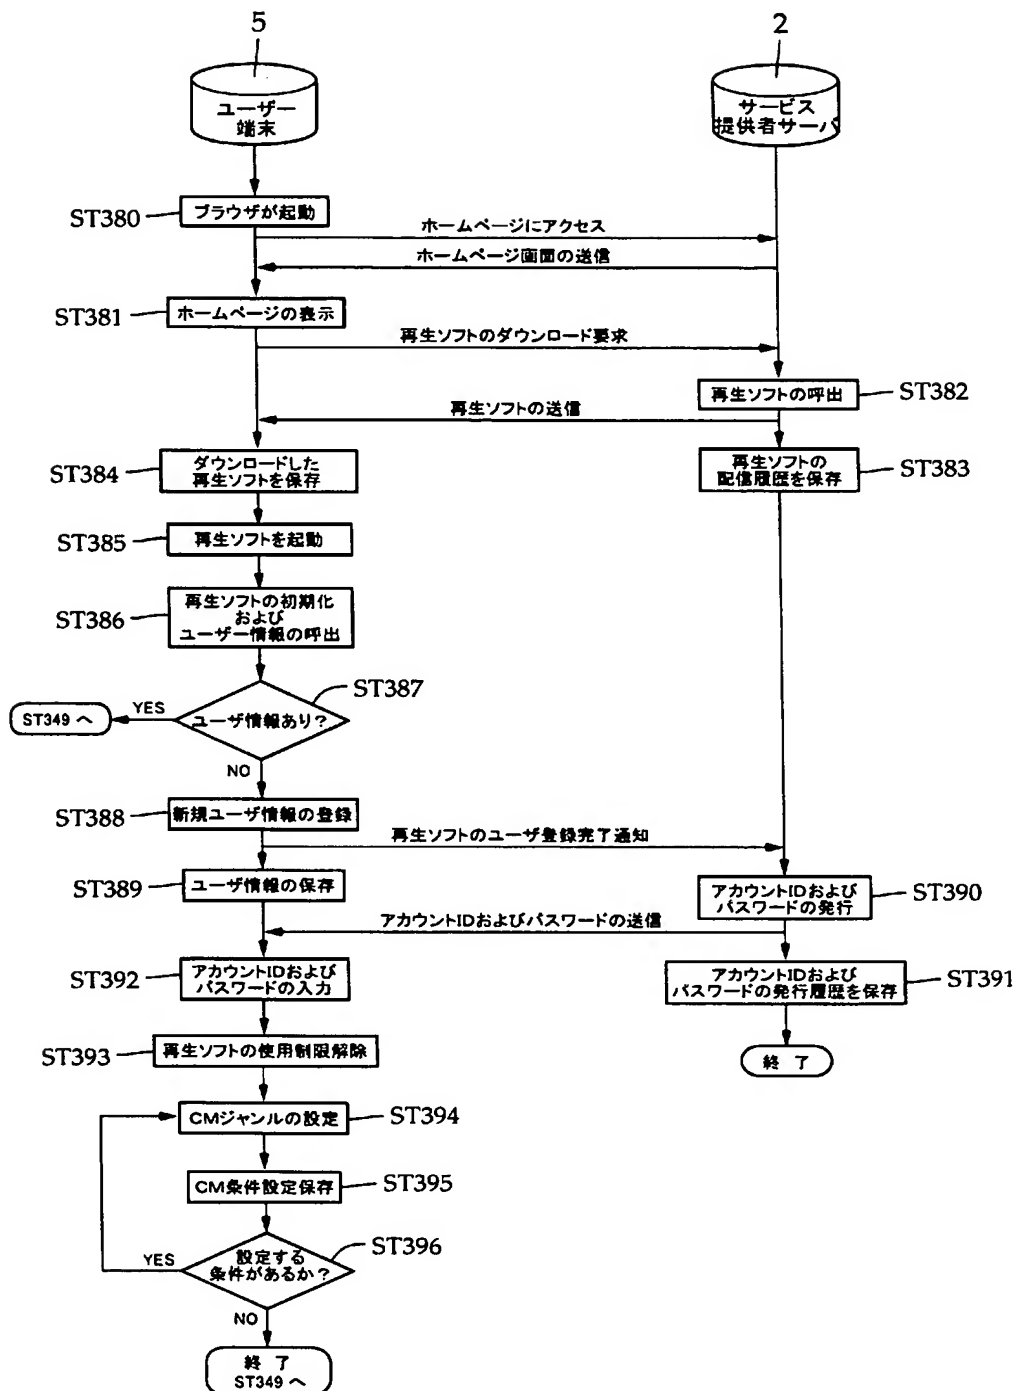 5
2
ユーザー
端末
サービス
提供者サーバ
ST380
ブラウザが起動
ホームページにアクセス
ホームページ画面の送信
ST381
ホームページの表示
再生ソフトのダウンロード要求
再生ソフトの呼出
ST382
再生ソフトの送信
ST384
ダウンロードした
再生ソフトを保存
再生ソフトの
配信履歴を保存
ST383
ST385
再生ソフトを起動
ST386
再生ソフトの初期化
および
ユーザー情報の呼出
ST387
ST349 へ
YES
ユーザ情報あり？
NO
ST388
新規ユーザ情報の登録
再生ソフトのユーザ登録完了通知
ST389
ユーザ情報の保存
アカウントIDおよび
パスワードの発行
ST390
アカウントIDおよびパスワードの送信
ST392
アカウントIDおよび
パスワードの入力
アカウントIDおよび
パスワードの発行履歴を保存
ST391
ST393
再生ソフトの使用制限解除
終 了
CMジャンルの設定
ST394
CM条件設定保存
ST395
ST396
YES
設定する
条件があるか？
NO
終 了
ST349 へ